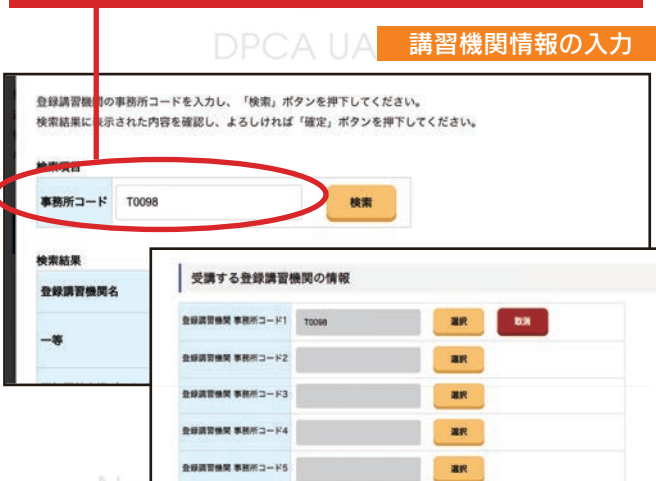 DPCA UA
講習機関情報の入力
登録講習機関の事務所コードを入力し、「検索」ボタンを押下してください。
検索結果に表示された内容を確認し、よろしければ「確定」ボタンを押下してください。
検索項目
事務所コード T0098 検索
検索結果
登録講習機関名
一等
受講する登録講習機関の情報
登録講習機関 事務所コード1 T0098 選択 取消
登録講習機関 事務所コード2 選択
登録講習機関 事務所コード3 選択
登録講習機関 事務所コード4 選択
登録講習機関 事務所コード5 選択